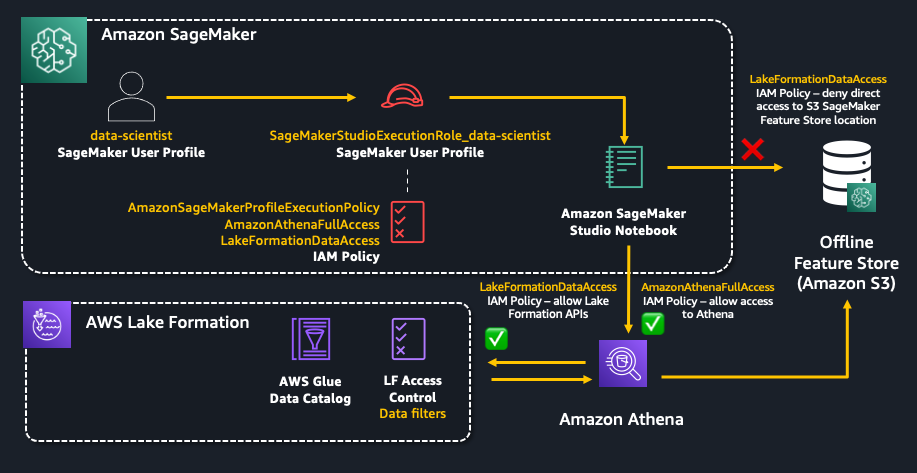 Amazon SageMaker
data-scientist
SageMaker User Profile
SageMakerStudioExecutionRole_data-scientist
SageMaker User Profile
AmazonSageMakerProfileExecutionPolicy
AmazonAthenaFullAccess
LakeFormationDataAccess
IAM Policy
Amazon SageMaker
Studio Notebook
LakeFormationDataAccess
IAM Policy – deny direct
access to S3 SageMaker
Feature Store location
Offline
Feature Store
(Amazon S3)
LakeFormationDataAccess
IAM Policy – allow Lake
Formation APIs
AmazonAthenaFullAccess
IAM Policy – allow access
to Athena
AWS Lake Formation
AWS Glue
Data Catalog
LF Access
Control
Data filters
Amazon Athena